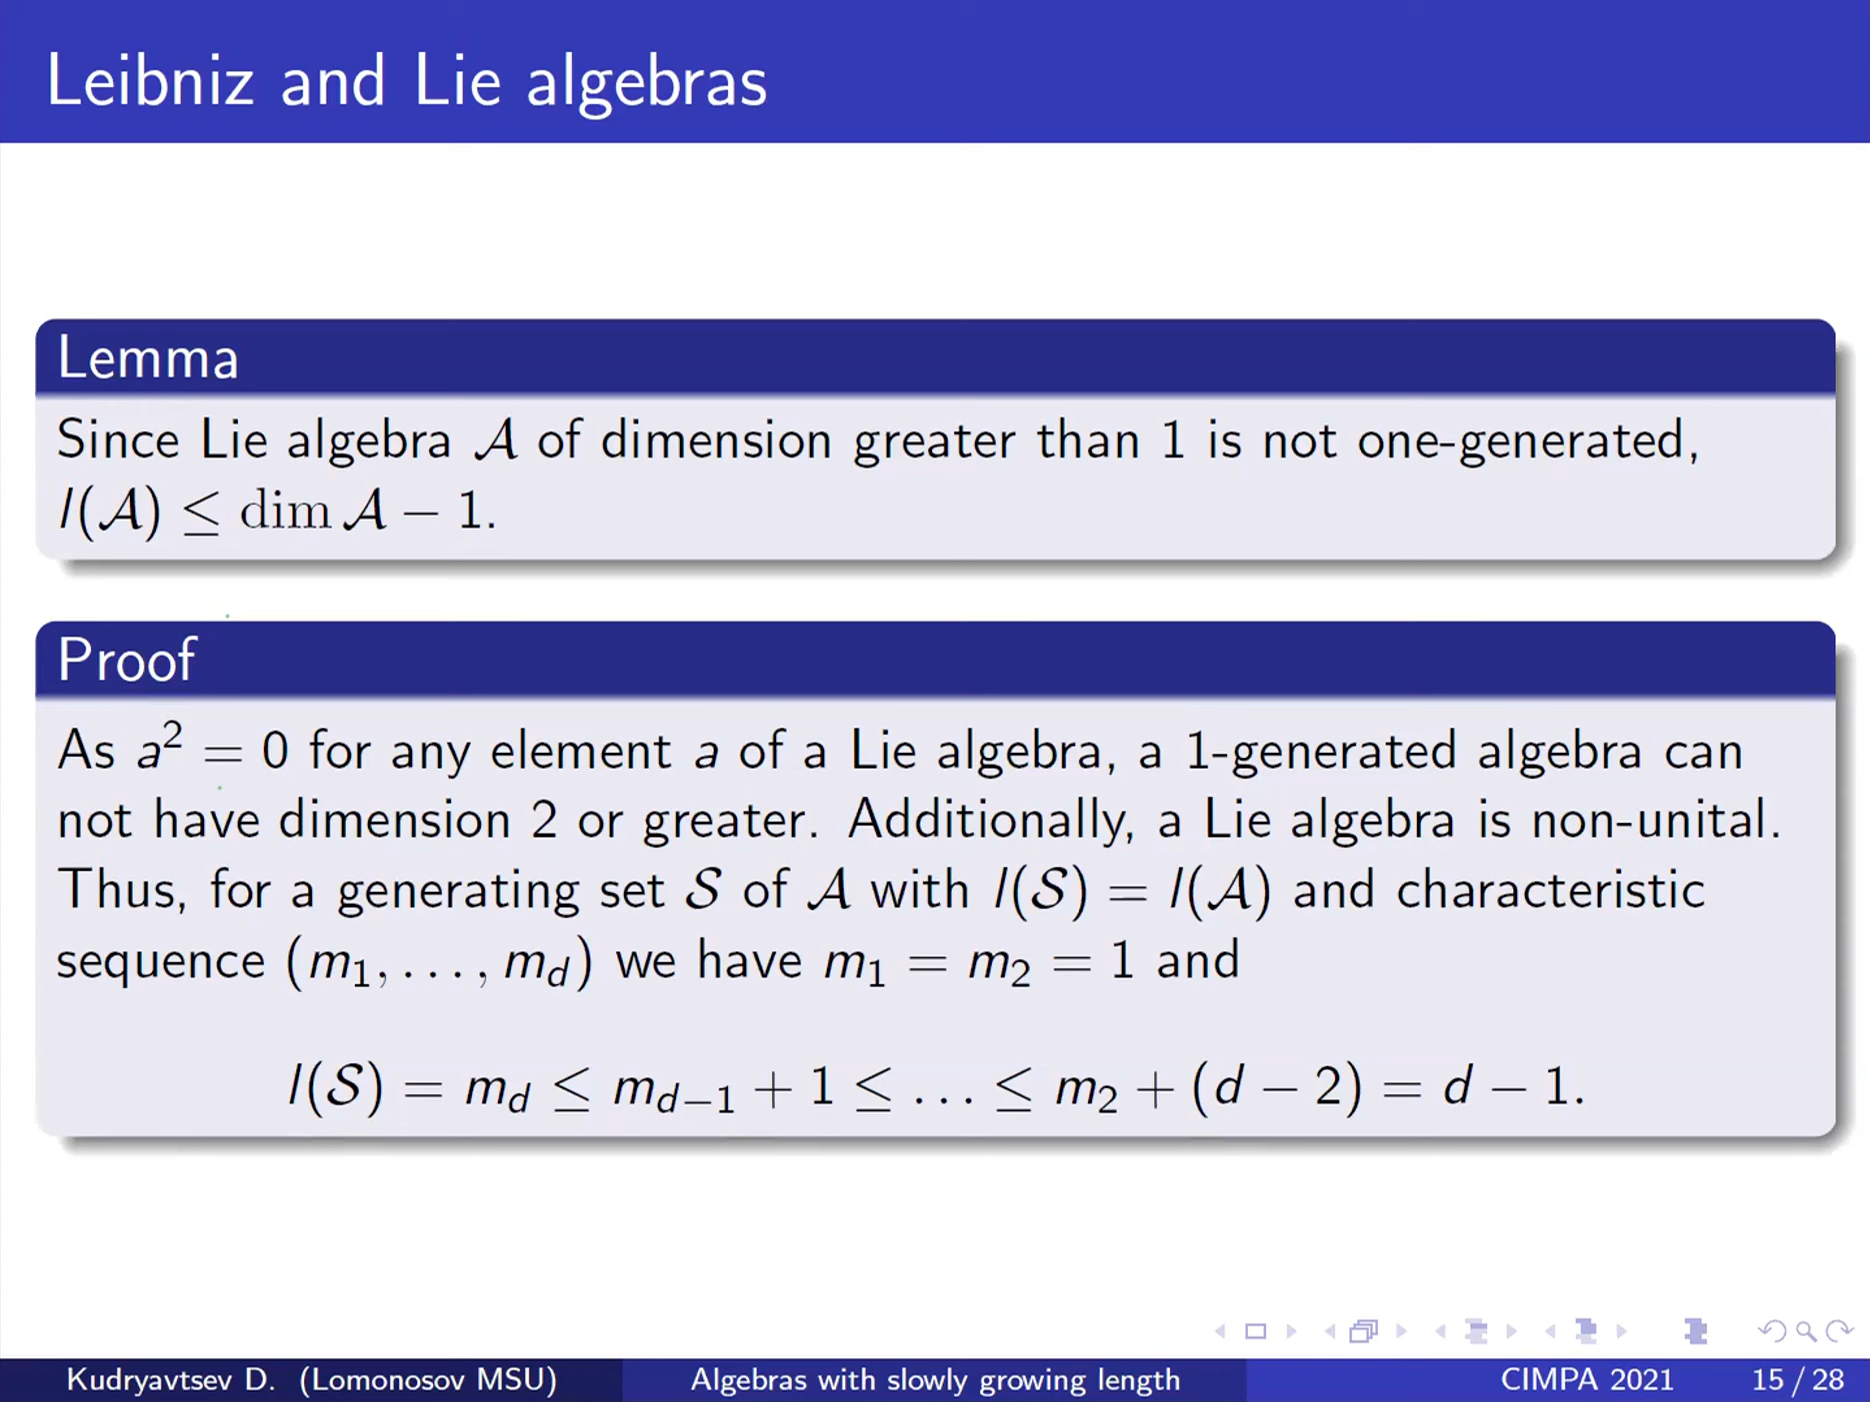 Leibniz and Lie algebras
Lemma
Since Lie algebra 𝒜 of dimension greater than 1 is not one-generated,
l(𝒜) ≤ dim 𝒜 − 1.
Proof
As a² = 0 for any element a of a Lie algebra, a 1-generated algebra can
not have dimension 2 or greater. Additionally, a Lie algebra is non-unital.
Thus, for a generating set 𝒮 of 𝒜 with l(𝒮) = l(𝒜) and characteristic
sequence (m₁, . . . , m_d) we have m₁ = m₂ = 1 and
l(𝒮) = m_d ≤ m_{d−1} + 1 ≤ . . . ≤ m₂ + (d − 2) = d − 1.
Kudryavtsev D. (Lomonosov MSU) Algebras with slowly growing length CIMPA 2021 15 / 28